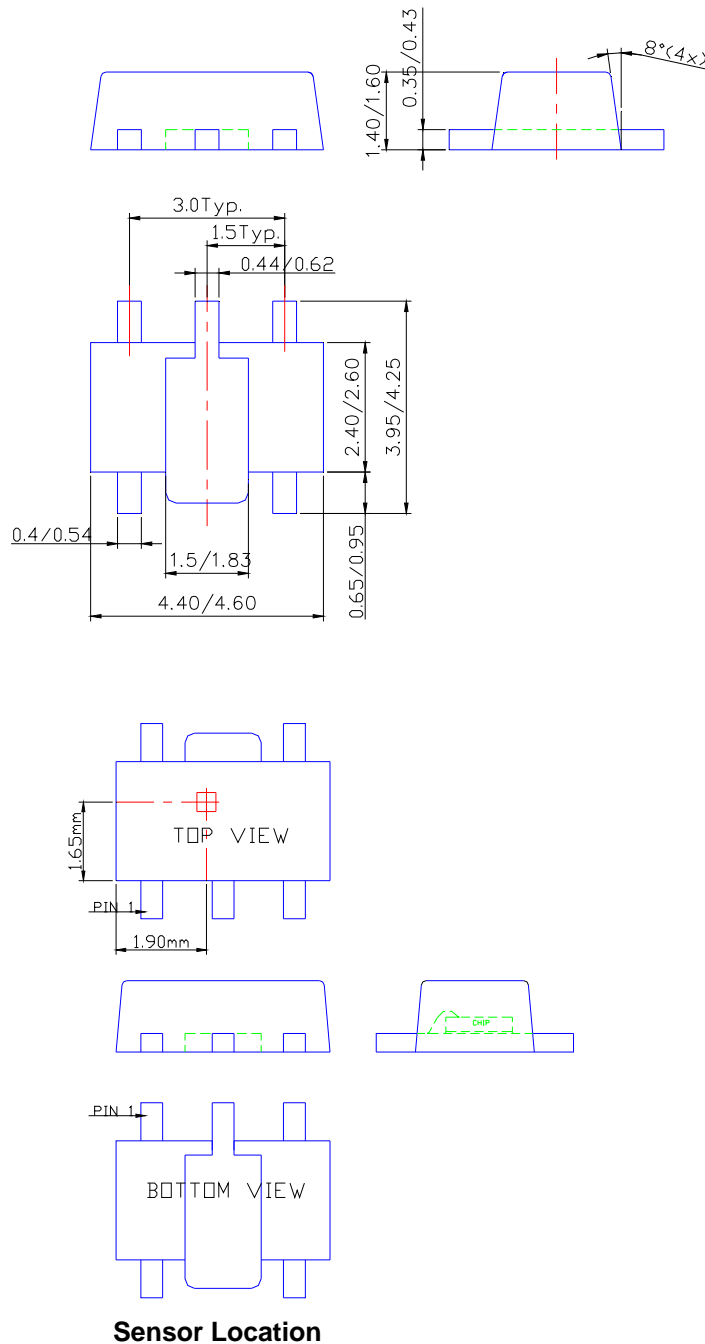 0.35/0.43
8°(4x)
1.40/1.60
3.0Typ.
1.5Typ.
0.44/0.62
2.40/2.60
3.95/4.25
0.4/0.54
1.5/1.83
0.65/0.95
4.40/4.60
1.65mm
TOP VIEW
PIN 1
1.90mm
CHIP
PIN 1
BOTTOM VIEW
Sensor Location